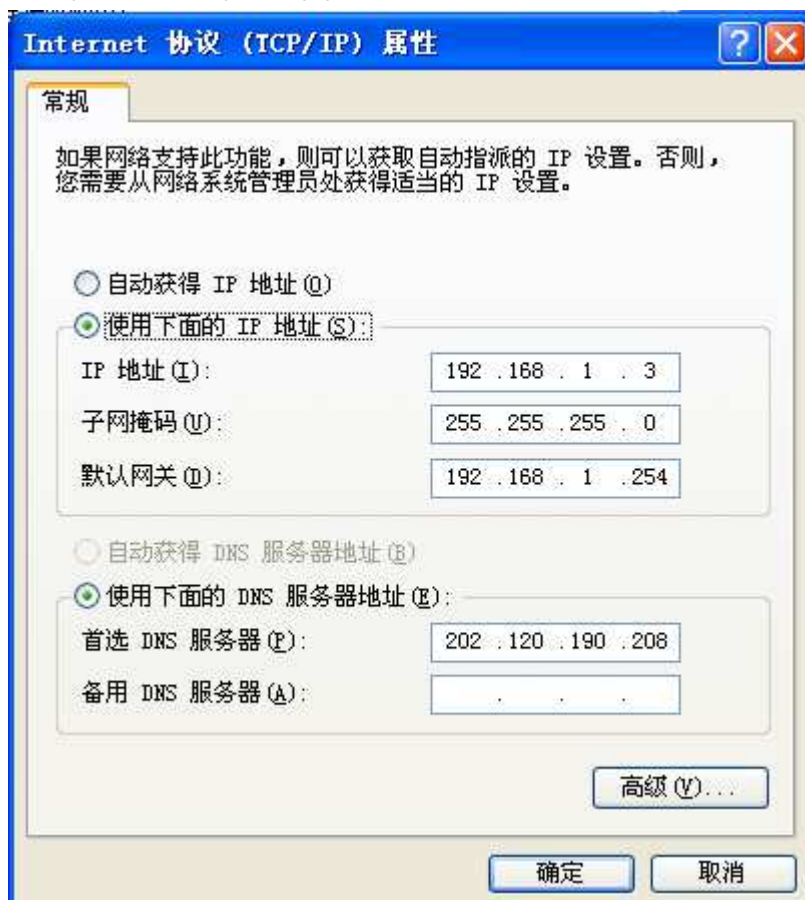 Internet 协议 (TCP/IP) 属性
常规
如果网络支持此功能，则可以获取自动指派的 IP 设置。否则，
您需要从网络系统管理员处获得适当的 IP 设置。
自动获得 IP 地址(O)
使用下面的 IP 地址(S):
IP 地址(I): 192 .168 . 1 . 3
子网掩码(U): 255 .255 .255 . 0
默认网关(D): 192 .168 . 1 .254
自动获得 DNS 服务器地址(B)
使用下面的 DNS 服务器地址(E):
首选 DNS 服务器(P): 202 .120 .190 .208
备用 DNS 服务器(A): . . .
高级(V)...
确定 取消